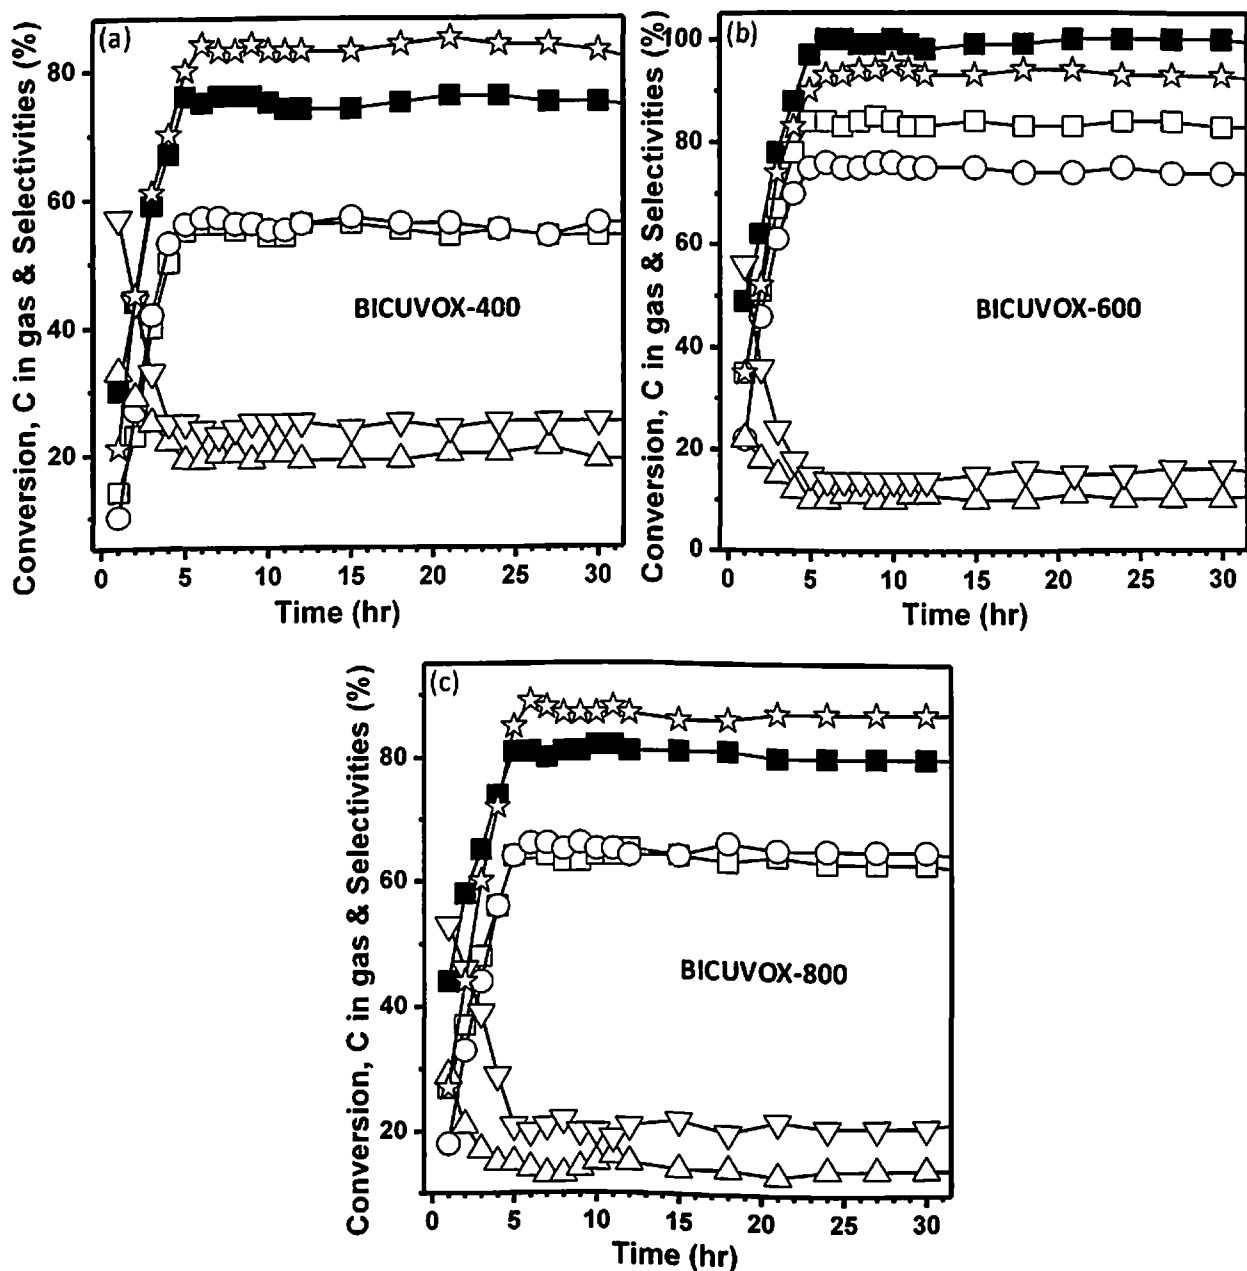 (a)
Conversion, C in gas & Selectivities (%)
80
60
40
20
BICUVOX-400
0 5 10 15 20 25 30
Time (hr)
(b)
Conversion, C in gas & Selectivities (%)
100
80
60
40
20
0
BICUVOX-600
0 5 10 15 20 25 30
Time (hr)
(c)
Conversion, C in gas & Selectivities (%)
80
60
40
20
BICUVOX-800
0 5 10 15 20 25 30
Time (hr)